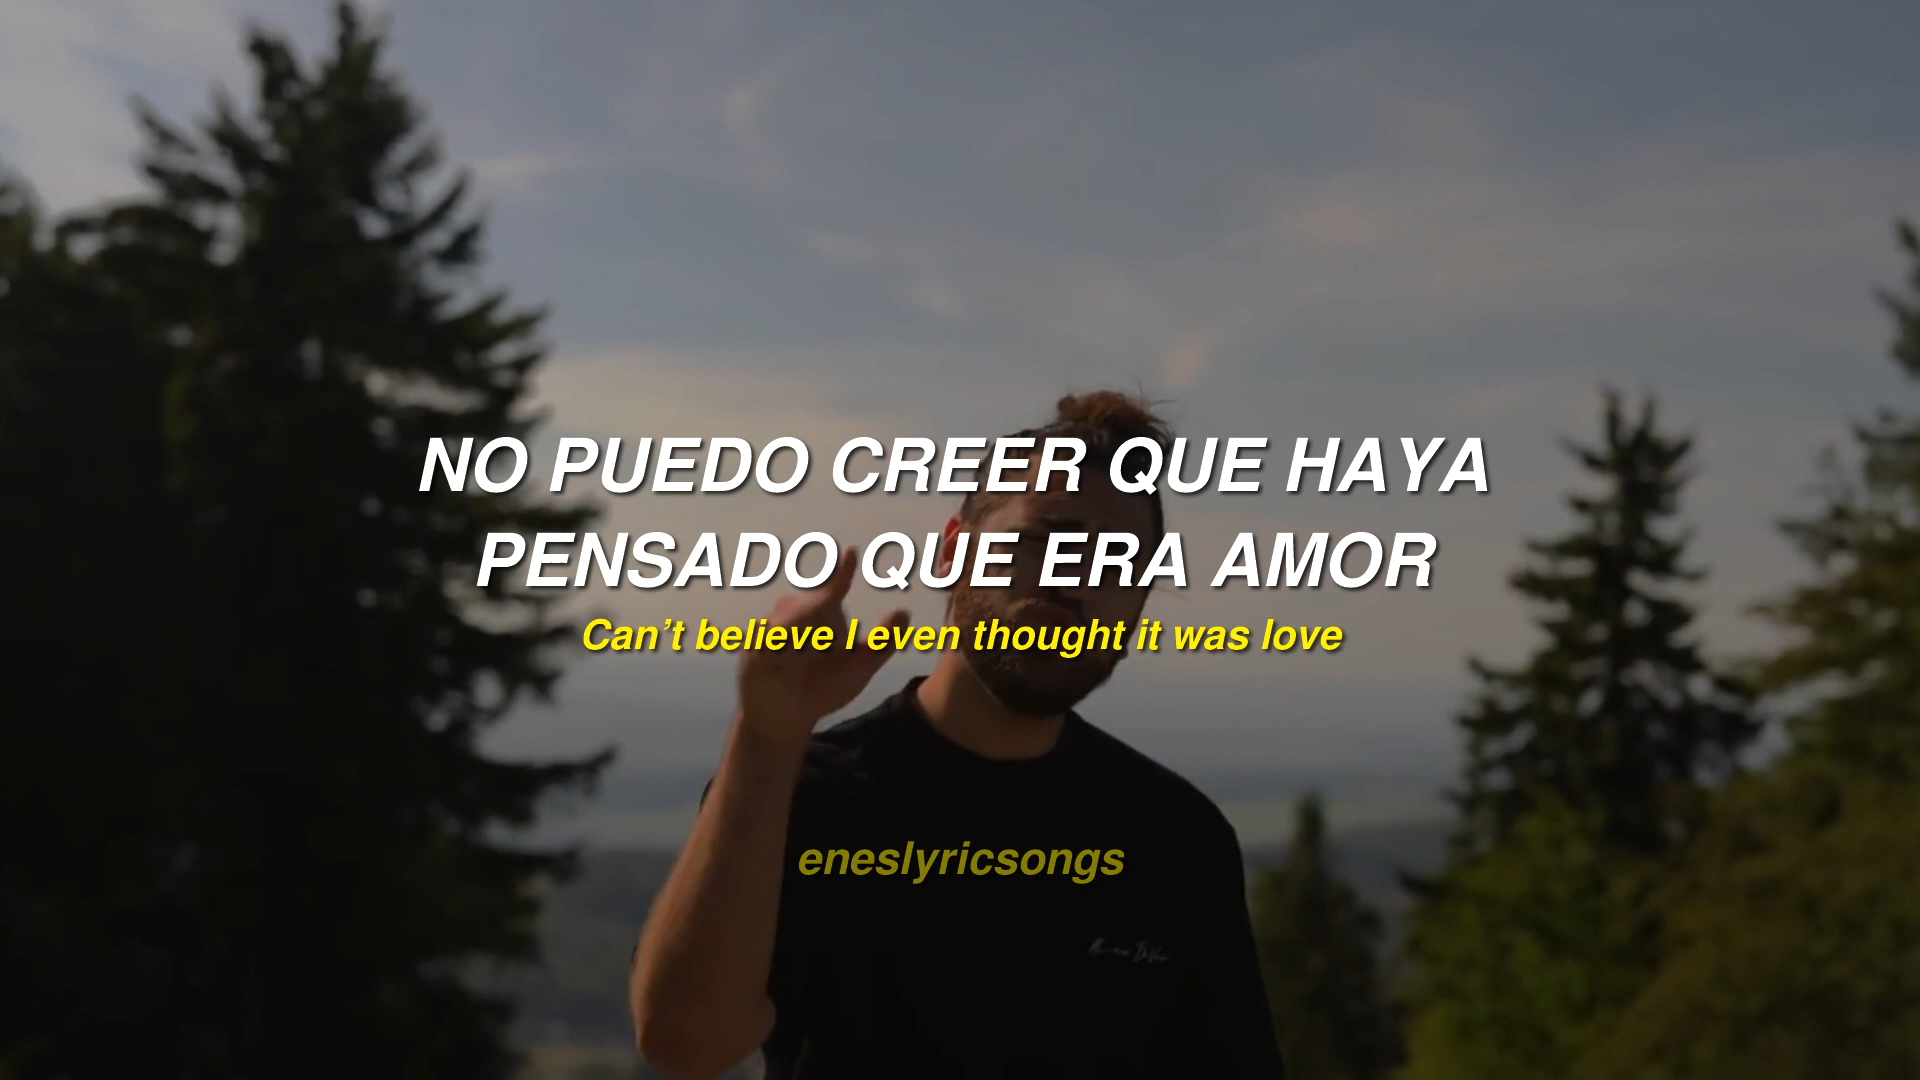 NO PUEDO CREER QUE HAYA
PENSADO QUE ERA AMOR
Can’t believe I even thought it was love
eneslyricsongs